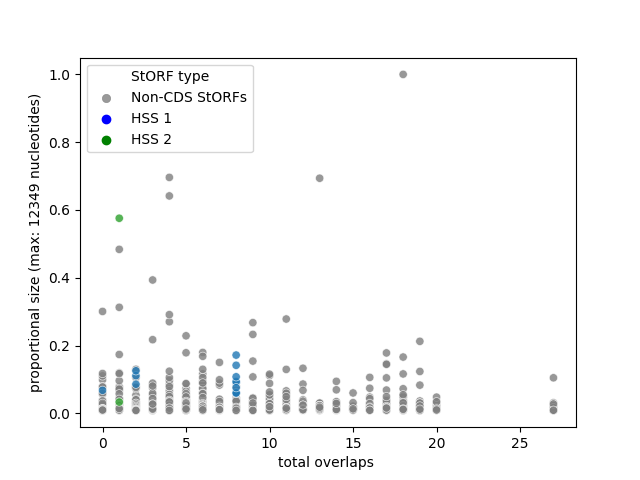 StORF type
Non-CDS StORFs
HSS 1
HSS 2
1.0
0.8
0.6
0.4
0.2
0.0
proportional size (max: 12349 nucleotides)
0 5 10 15 20 25
total overlaps